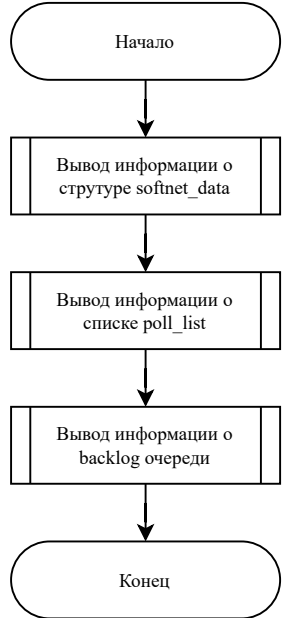 Начало
Вывод информации о
струтуре softnet_data
Вывод информации о
списке poll_list
Вывод информации о
backlog очереди
Конец